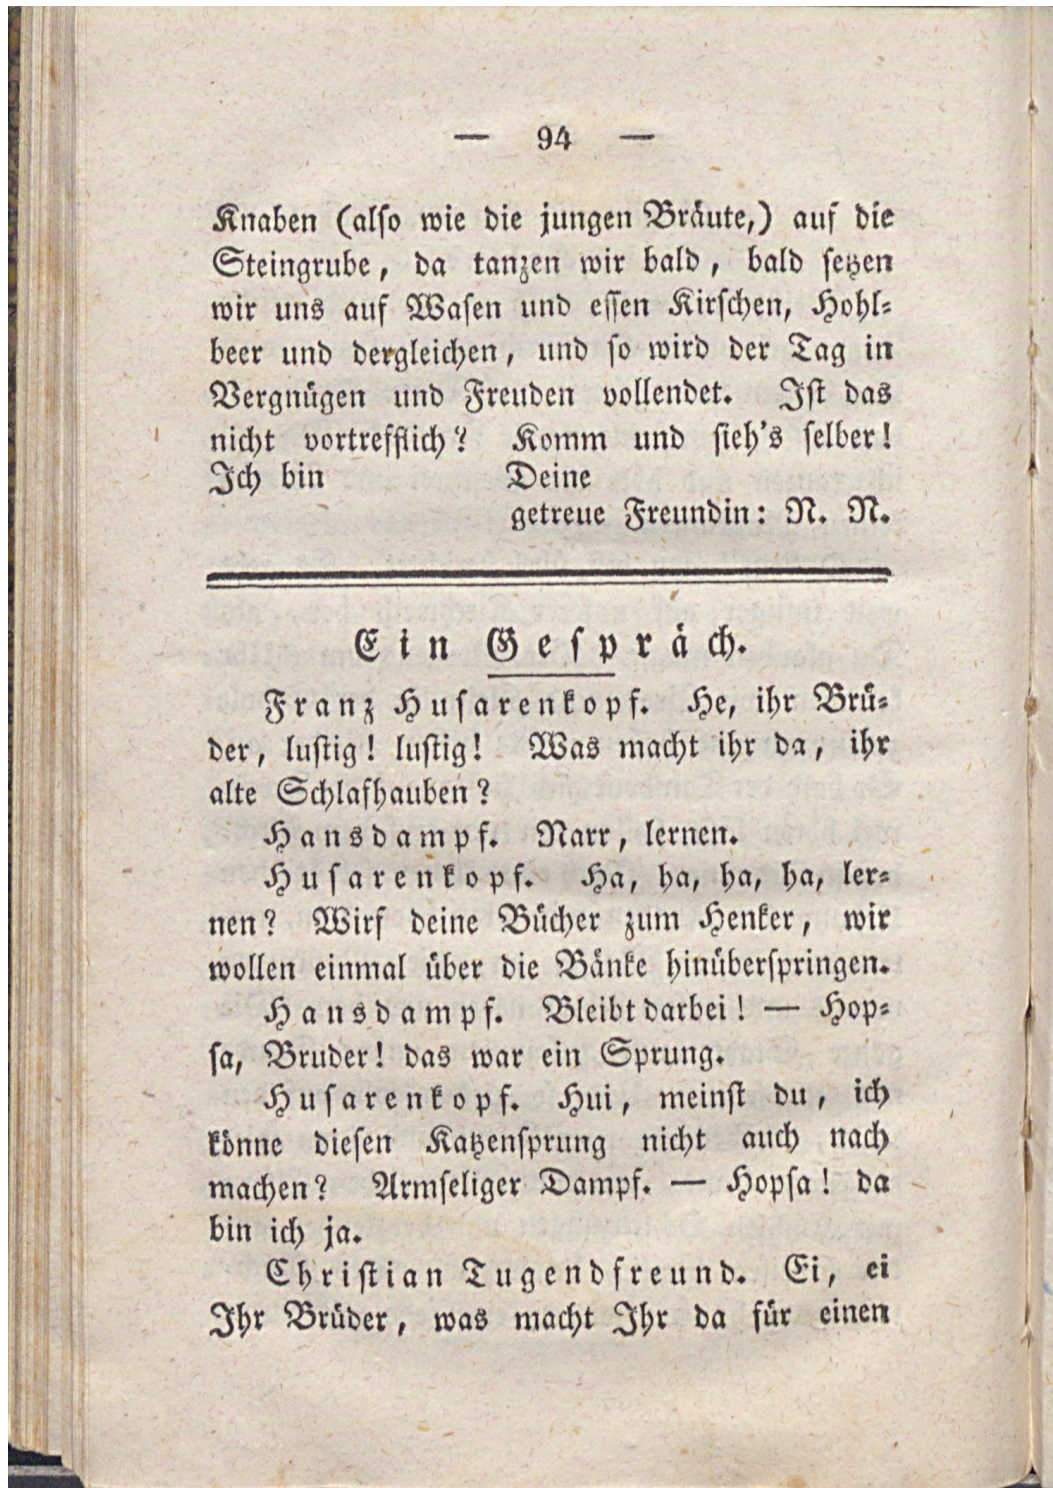 — 94 —
Knaben (also wie die jungen Bräute,) auf die
Steingrube, da tanzen wir bald, bald setzen
wir uns auf Wasen und essen Kirschen, Hohl-
beer und dergleichen, und so wird der Tag in
Vergnügen und Freuden vollendet. Ist das
nicht vortrefflich? Komm und sieh's selber!
Ich bin Deine
getreue Freundin: N. N.
Ein Gespräch.
Franz Husarenkopf. He, ihr Brü-
der, lustig! lustig! Was macht ihr da, ihr
alte Schlafhauben?
Hansdampf. Narr, lernen.
Husarenkopf. Ha, ha, ha, ha, ler-
nen? Wirf deine Bücher zum Henker, wir
wollen einmal über die Bänke hinüberspringen.
Hansdampf. Bleibt darbei! — Hop-
sa, Bruder! das war ein Sprung.
Husarenkopf. Hui, meinst du, ich
könne diesen Katzensprung nicht auch nach
machen? Armseliger Dampf. — Hopsa! da
bin ich ja.
Christian Tugendfreund. Ei, ei
Ihr Brüder, was macht Ihr da für einen